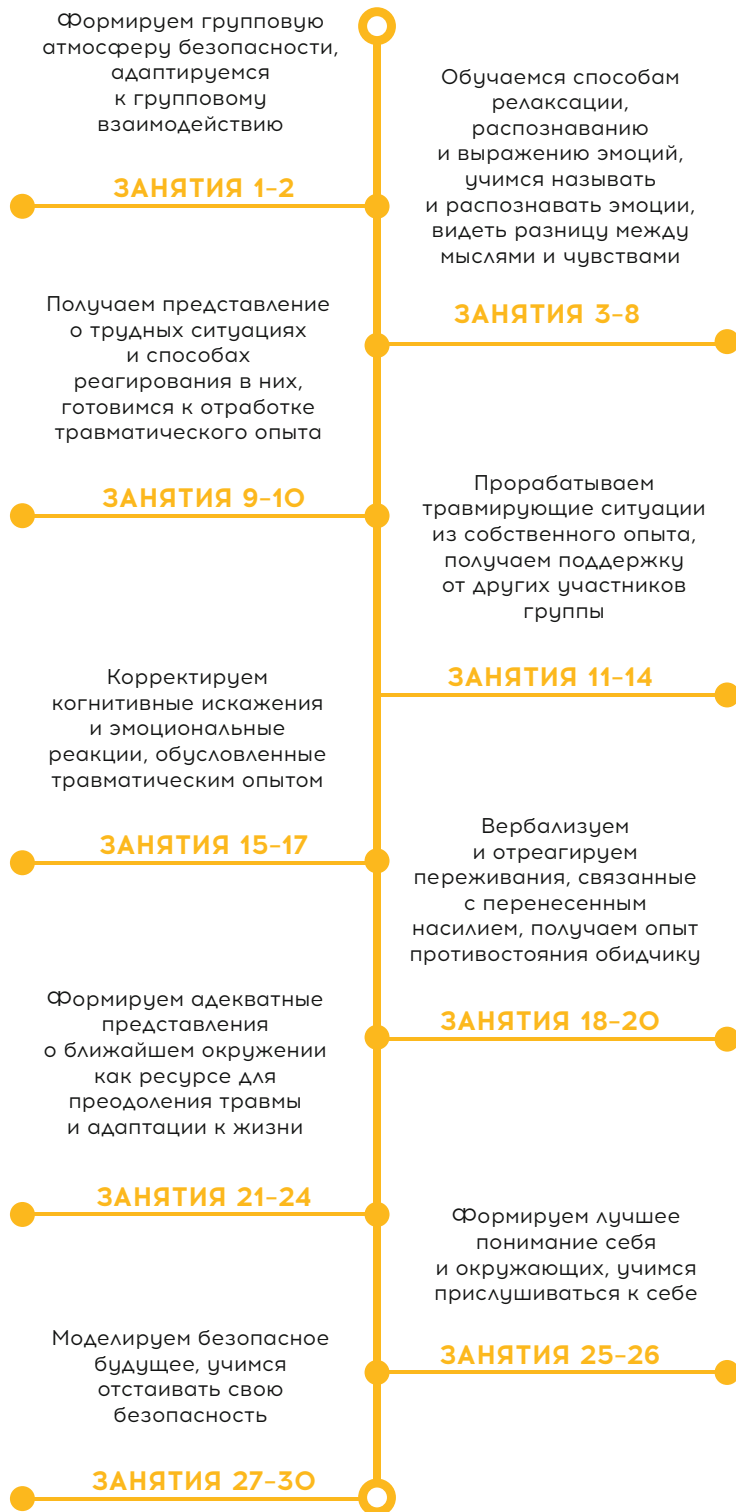 Формируем групповую
атмосферу безопасности,
адаптируемся
к групповому
взаимодействию
ЗАНЯТИЯ 1–2
Обучаемся способам
релаксации,
распознаванию
и выражению эмоций,
учимся называть
и распознавать эмоции,
видеть разницу между
мыслями и чувствами
ЗАНЯТИЯ 3–8
Получаем представление
о трудных ситуациях
и способах
реагирования в них,
готовимся к отработке
травматического опыта
ЗАНЯТИЯ 9–10
Прорабатываем
травмирующие ситуации
из собственного опыта,
получаем поддержку
от других участников
группы
ЗАНЯТИЯ 11–14
Корректируем
когнитивные искажения
и эмоциональные
реакции, обусловленные
травматическим опытом
ЗАНЯТИЯ 15–17
Вербализуем
и отреагируем
переживания, связанные
с перенесенным
насилием, получаем опыт
противостояния обидчику
ЗАНЯТИЯ 18–20
Формируем адекватные
представления
о ближайшем окружении
как ресурсе для
преодоления травмы
и адаптации к жизни
ЗАНЯТИЯ 21–24
Формируем лучшее
понимание себя
и окружающих, учимся
прислушиваться к себе
ЗАНЯТИЯ 25–26
Моделируем безопасное
будущее, учимся
отстаивать свою
безопасность
ЗАНЯТИЯ 27–30